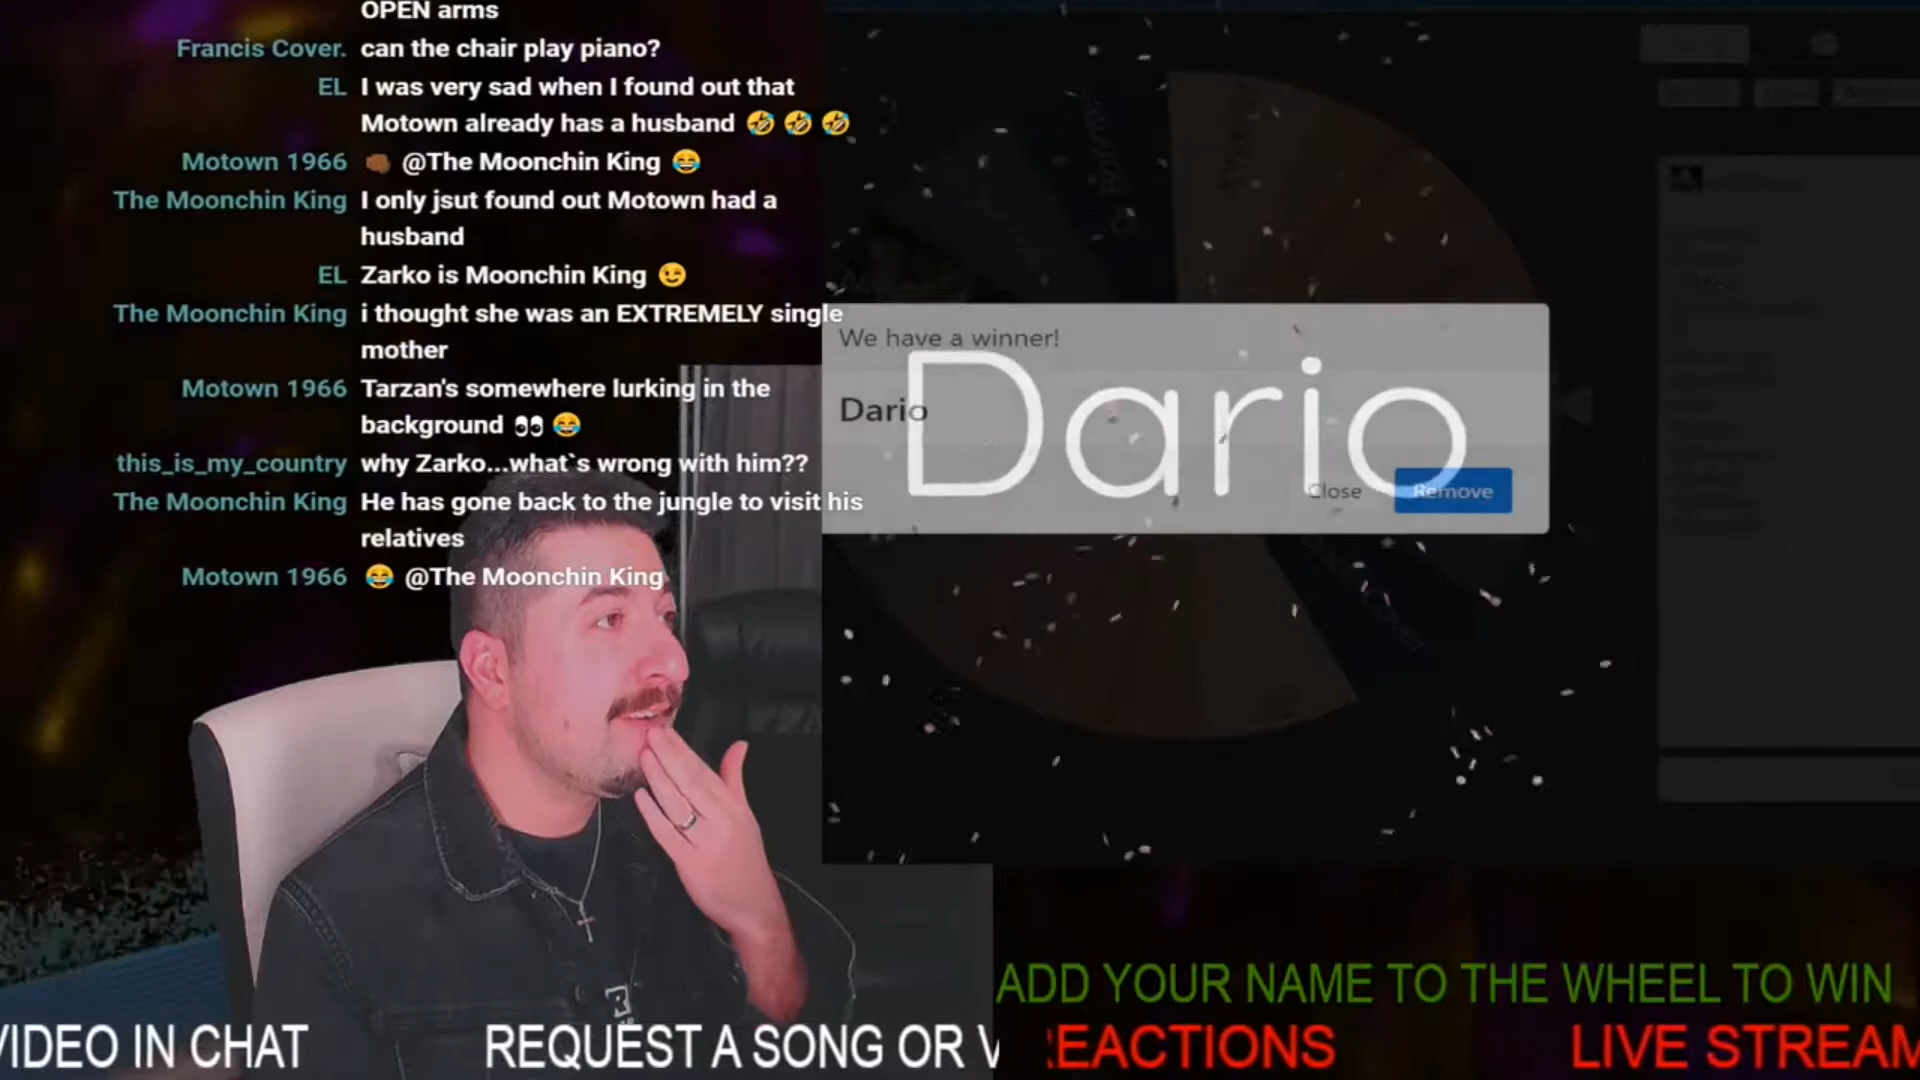 OPEN arms
Francis Cover. can the chair play piano?
EL I was very sad when I found out that
Motown already has a husband 🤣 🤣 🤣
Motown 1966 👊🏾 @The Moonchin King 😂
The Moonchin King I only jsut found out Motown had a
husband
EL Zarko is Moonchin King 😉
The Moonchin King i thought she was an EXTREMELY single
mother
Motown 1966 Tarzan's somewhere lurking in the
background 👀 😂
this_is_my_country why Zarko...what`s wrong with him??
The Moonchin King He has gone back to the jungle to visit his
relatives
Motown 1966 😂 @The Moonchin King
We have a winner!
Dario
Dario
Close Remove
ADD YOUR NAME TO THE WHEEL TO WIN
VIDEO IN CHAT REQUEST A SONG OR V
REACTIONS LIVE STREAM